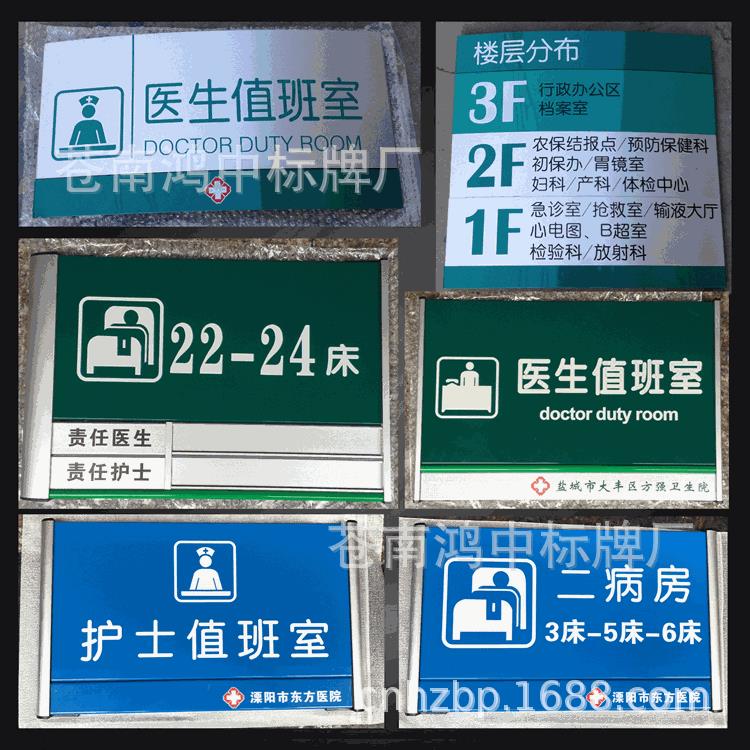 医生值班室
DOCTOR DUTY ROOM
苍南鸿中标牌厂
楼层分布
3F
行政办公区
档案室
2F
农保结报点/预防保健科
初保办/胃镜室
妇科/产科/体检中心
1F
急诊室/抢救室/输液大厅
心电图、B超室
检验科/放射科
22-24床
责任医生
责任护士
医生值班室
doctor duty room
盐城市大丰区方强卫生院
护士值班室
溧阳市东方医院
苍南鸿中标牌厂
二病房
3床-5床-6床
溧阳市东方医院
cnhzbp.1688.com